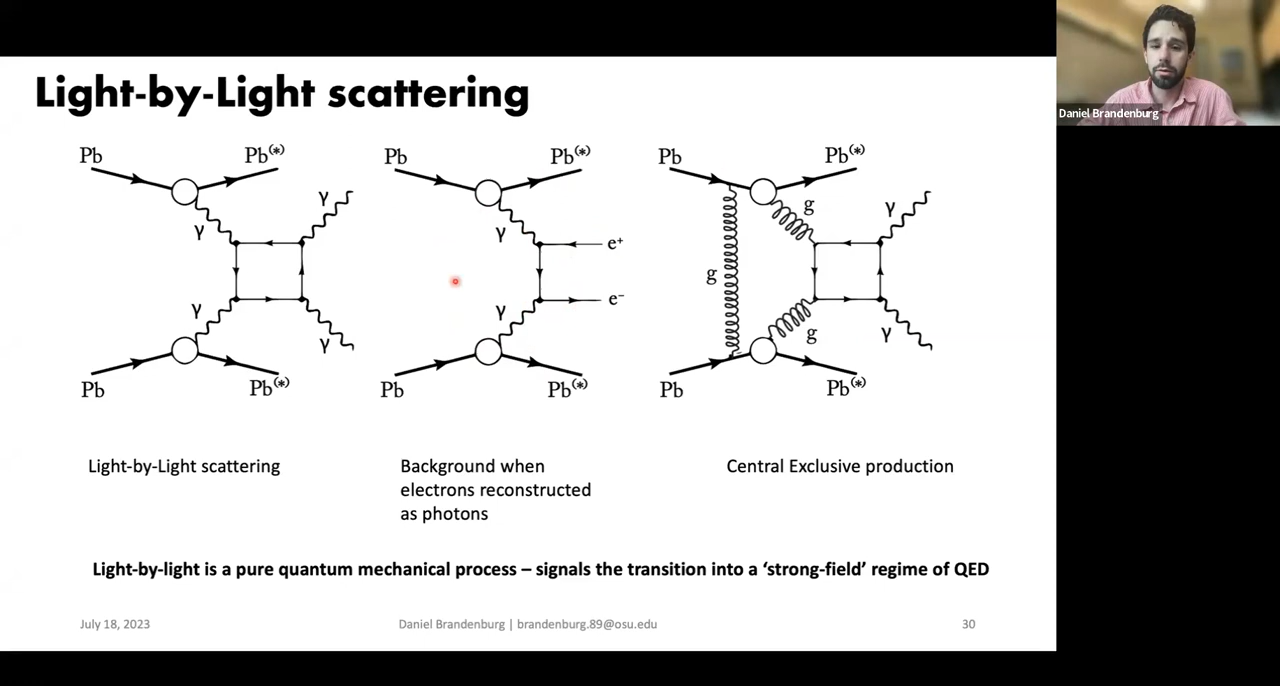 Light-by-Light scattering
Pb
Pb(*)
γ
γ
γ
γ
Pb
Pb(*)
Pb
Pb(*)
γ
e⁺
γ
e⁻
Pb
Pb(*)
Pb
Pb(*)
g
g
g
γ
γ
Pb
Pb(*)
Light-by-Light scattering
Background when
electrons reconstructed
as photons
Central Exclusive production
Light-by-light is a pure quantum mechanical process – signals the transition into a ‘strong-field’ regime of QED
July 18, 2023
Daniel Brandenburg | brandenburg.89@osu.edu
30
Daniel Brandenburg